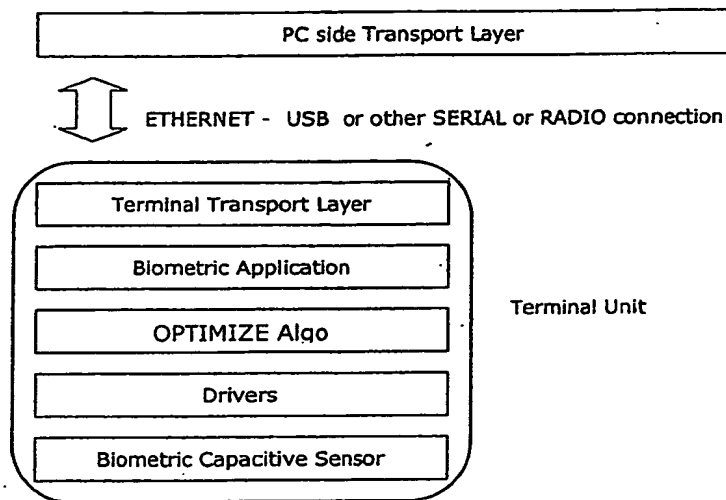 PC side Transport Layer
ETHERNET - USB or other SERIAL or RADIO connection
Terminal Transport Layer
Biometric Application
OPTIMIZE Algo
Terminal Unit
Drivers
Biometric Capacitive Sensor